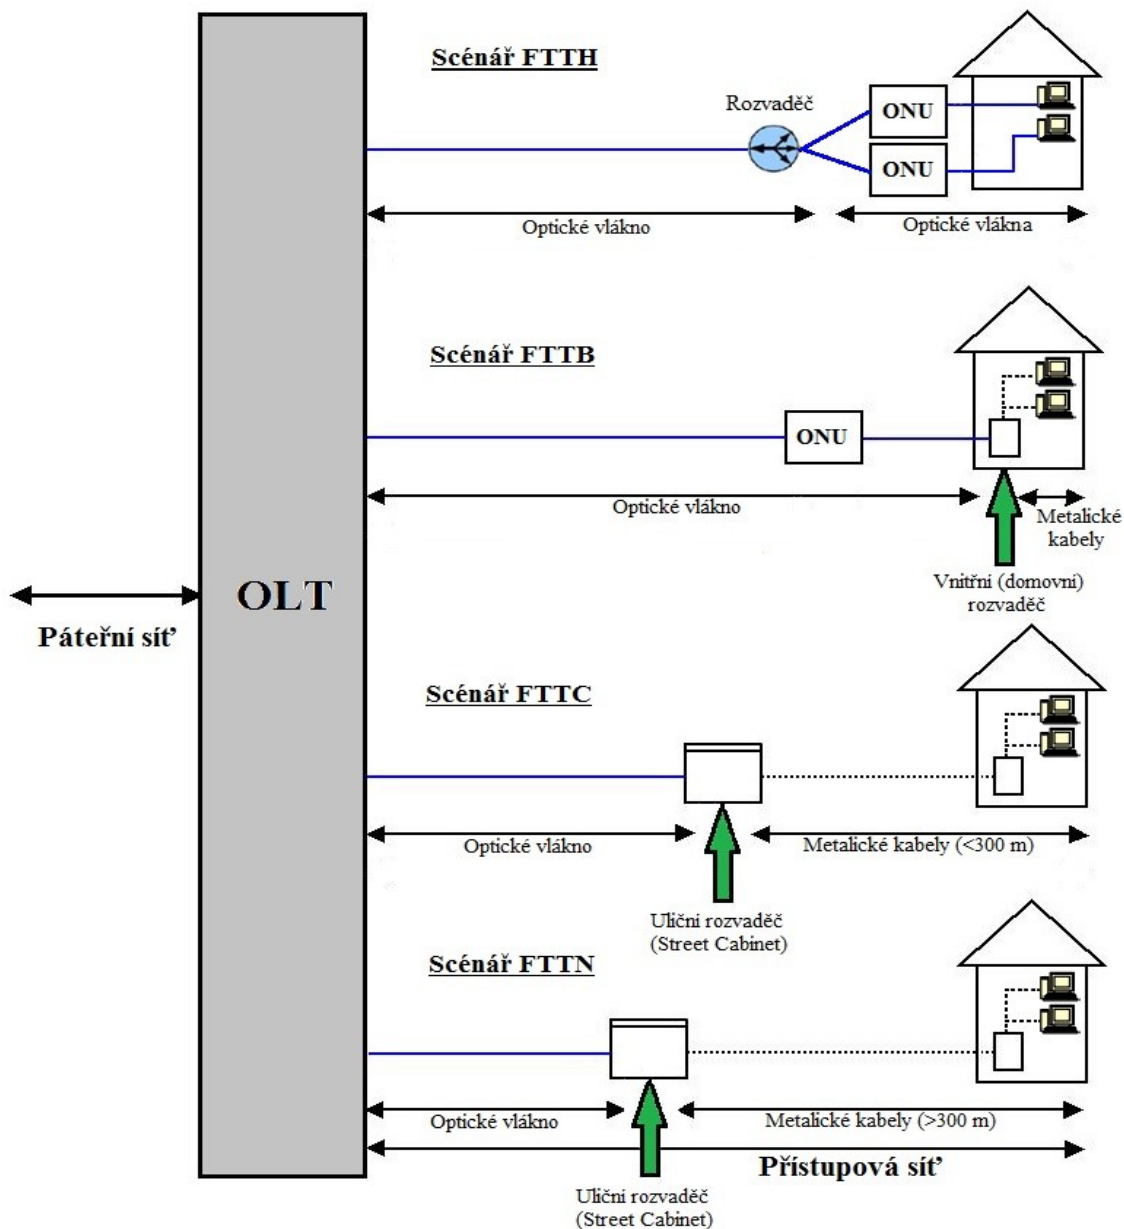 Scénář FTTH
Rozvaděč
ONU
ONU
Optické vlákno
Optické vlákna
Scénář FTTB
ONU
Optické vlákno
Metalické
kabely
Vnitřní (domovní)
rozvaděč
OLT
Páteřní síť
Scénář FTTC
Optické vlákno
Metalické kabely (<300 m)
Uliční rozvaděč
(Street Cabinet)
Scénář FTTN
Optické vlákno
Metalické kabely (>300 m)
Přístupová síť
Uliční rozvaděč
(Street Cabinet)